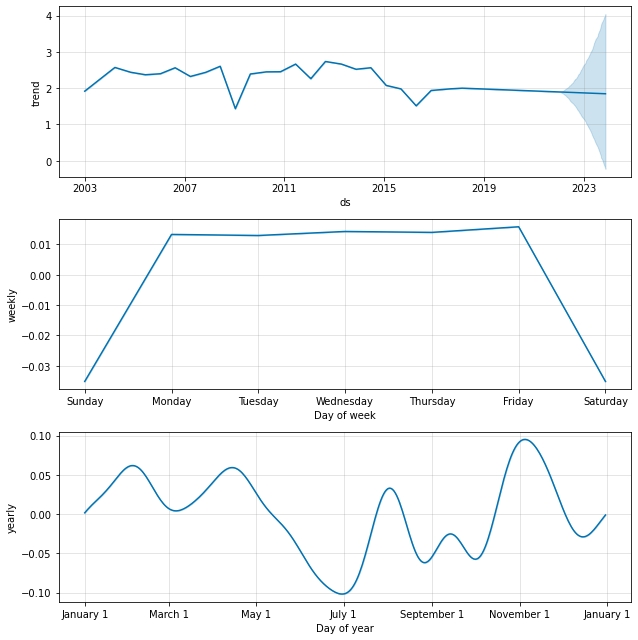 4
3
2
1
0
trend
2003 2007 2011 2015 2019 2023
ds
0.01
0.00
−0.01
−0.02
−0.03
weekly
Sunday Monday Tuesday Wednesday Thursday Friday Saturday
Day of week
0.10
0.05
0.00
−0.05
−0.10
yearly
January 1 March 1 May 1 July 1 September 1 November 1 January 1
Day of year